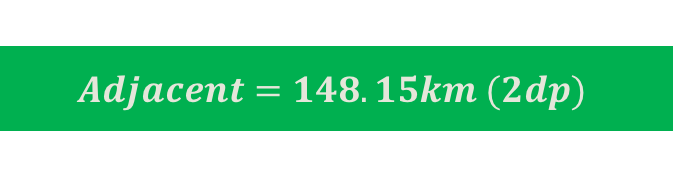 Adjacent = 148.15km (2dp)